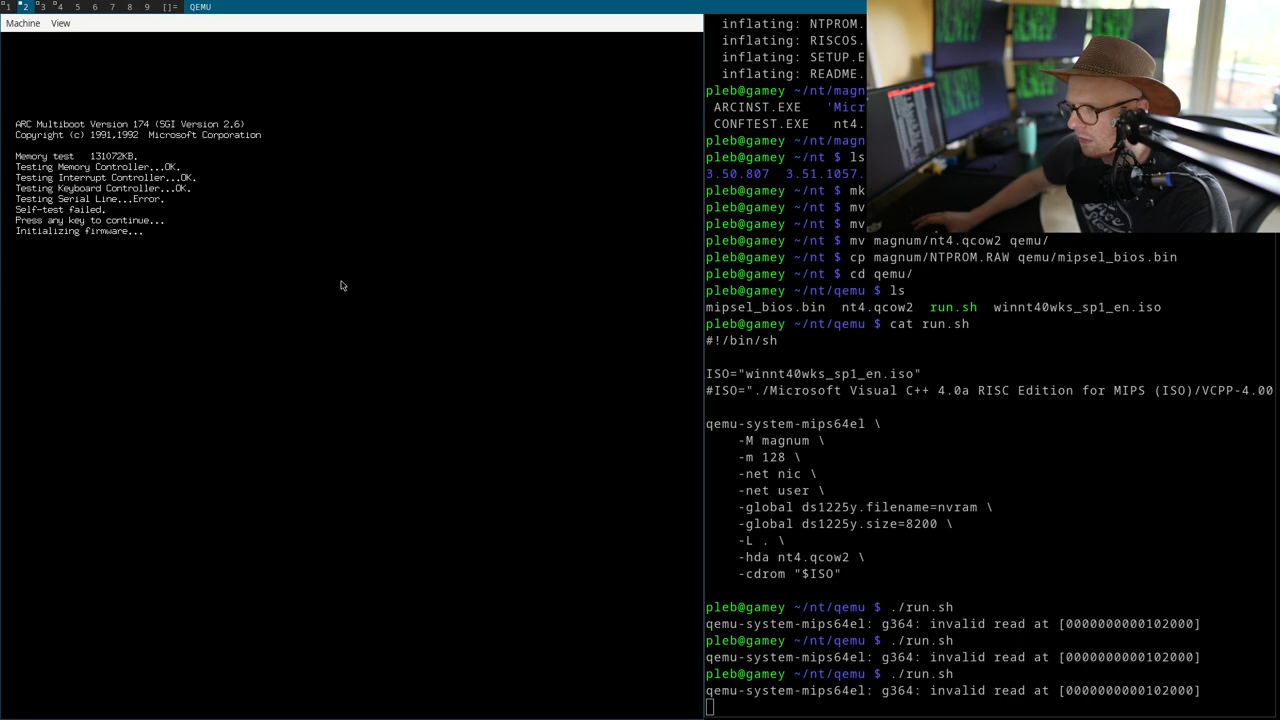 1 2 3 4 5 6 7 8 9 []= QEMU
Machine View
ARC Multiboot Version 174 (SGI Version 2.6)
Copyright (c) 1991,1992 Microsoft Corporation
Memory test 131072KB.
Testing Memory Controller...OK.
Testing Interrupt Controller...OK.
Testing Keyboard Controller...OK.
Testing Serial Line...Error.
Self-test failed.
Press any key to continue...
Initializing firmware...
inflating: NTPROM.
inflating: RISCOS.
inflating: SETUP.E
inflating: README.
pleb@gamey ~/nt/magn
ARCINST.EXE 'Micr
CONFTEST.EXE nt4.
pleb@gamey ~/nt/magn
pleb@gamey ~/nt $ ls
3.50.807 3.51.1057.
pleb@gamey ~/nt $ mk
pleb@gamey ~/nt $ mv
pleb@gamey ~/nt $ mv
pleb@gamey ~/nt $ mv magnum/nt4.qcow2 qemu/
pleb@gamey ~/nt $ cp magnum/NTPROM.RAW qemu/mipsel_bios.bin
pleb@gamey ~/nt $ cd qemu/
pleb@gamey ~/nt/qemu $ ls
mipsel_bios.bin nt4.qcow2 run.sh winnt40wks_sp1_en.iso
pleb@gamey ~/nt/qemu $ cat run.sh
#!/bin/sh
ISO="winnt40wks_sp1_en.iso"
#ISO="./Microsoft Visual C++ 4.0a RISC Edition for MIPS (ISO)/VCPP-4.00
qemu-system-mips64el \
-M magnum \
-m 128 \
-net nic \
-net user \
-global ds1225y.filename=nvram \
-global ds1225y.size=8200 \
-L . \
-hda nt4.qcow2 \
-cdrom "$ISO"
pleb@gamey ~/nt/qemu $ ./run.sh
qemu-system-mips64el: g364: invalid read at [0000000000102000]
pleb@gamey ~/nt/qemu $ ./run.sh
qemu-system-mips64el: g364: invalid read at [0000000000102000]
pleb@gamey ~/nt/qemu $ ./run.sh
qemu-system-mips64el: g364: invalid read at [0000000000102000]